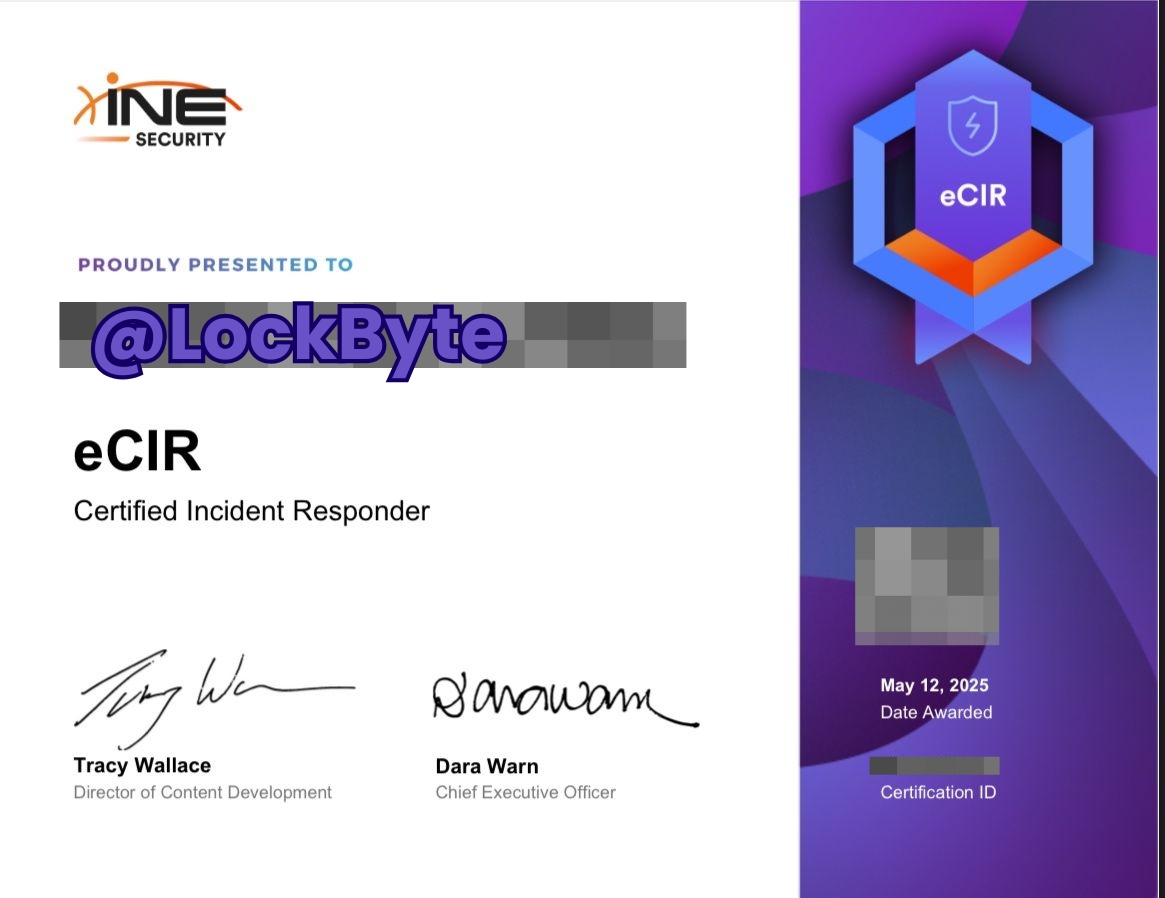 INE
SECURITY
PROUDLY PRESENTED TO
@LockByte
eCIR
Certified Incident Responder
Tracy Wallace
Director of Content Development
Dara Warn
Chief Executive Officer
eCIR
May 12, 2025
Date Awarded
Certification ID